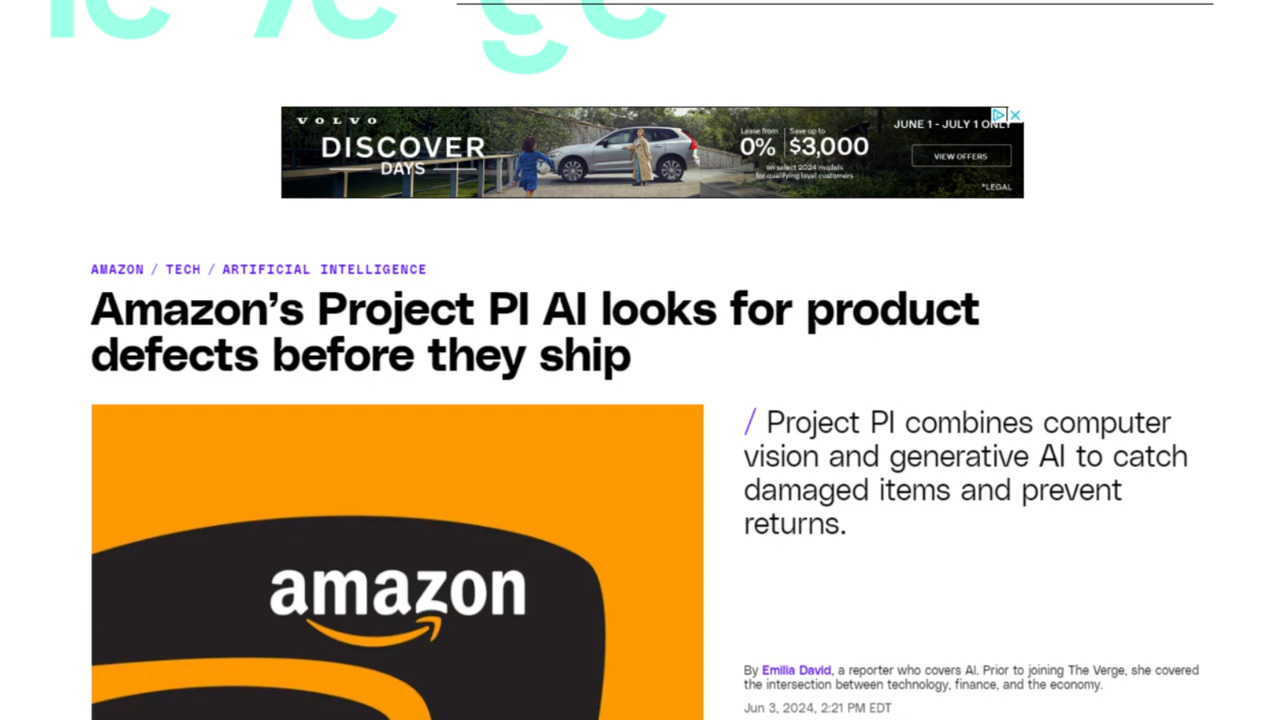 VOLVO
DISCOVER
DAYS
Lease from
0%
Save up to
$3,000
on select 2024 models
for qualifying loyal customers
JUNE 1 - JULY 1 ONLY
VIEW OFFERS
*LEGAL
AMAZON / TECH / ARTIFICIAL INTELLIGENCE
Amazon’s Project PI AI looks for product
defects before they ship
/ Project PI combines computer
vision and generative AI to catch
damaged items and prevent
returns.
amazon
By Emilia David, a reporter who covers AI. Prior to joining The Verge, she covered
the intersection between technology, finance, and the economy.
Jun 3, 2024, 2:21 PM EDT